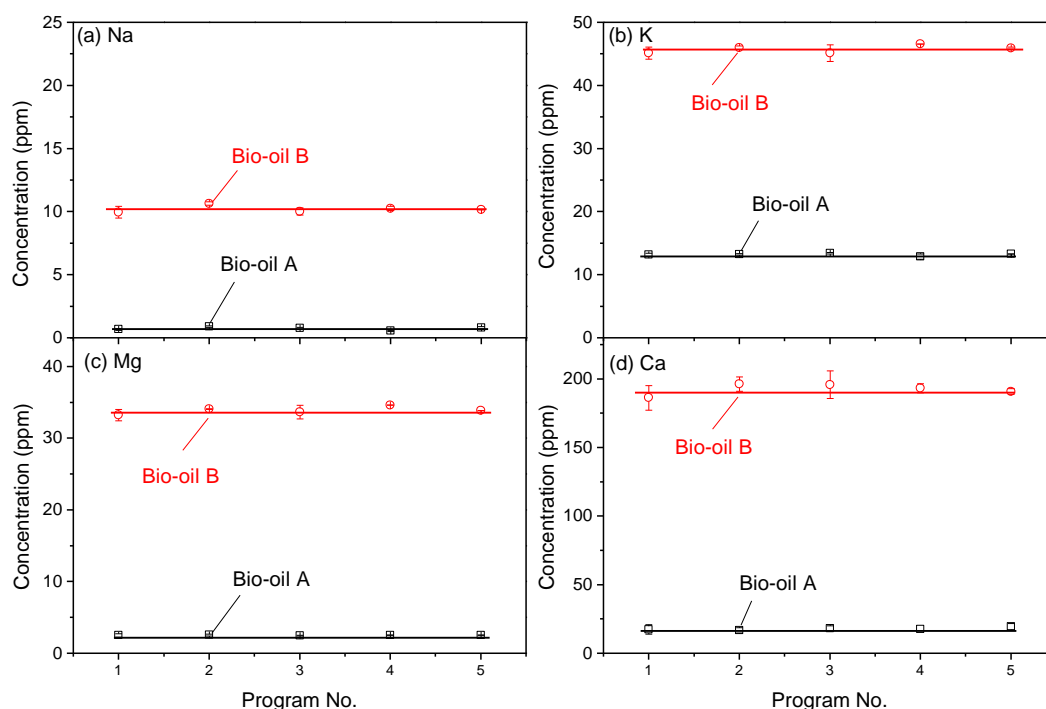 (a) Na
Concentration (ppm)
25
20
15
10
5
0
Bio-oil B
Bio-oil A
(b) K
Concentration (ppm)
50
40
30
20
10
0
Bio-oil B
Bio-oil A
(c) Mg
Concentration (ppm)
40
30
20
10
0
Bio-oil B
Bio-oil A
1 2 3 4 5
Program No.
(d) Ca
Concentration (ppm)
200
150
100
50
0
Bio-oil B
Bio-oil A
1 2 3 4 5
Program No.